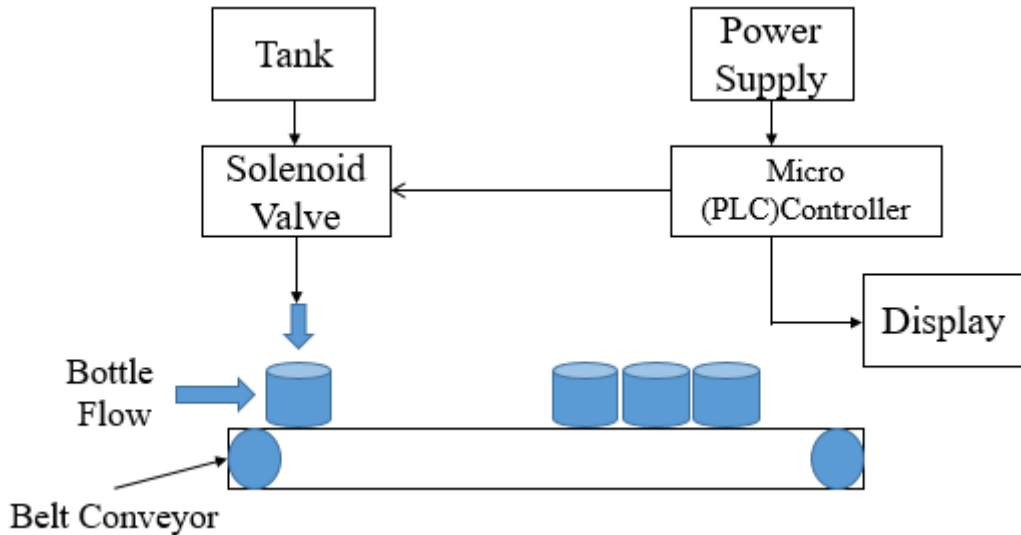 Tank
Power
Supply
Solenoid
Valve
Micro
(PLC)Controller
Display
Bottle
Flow
Belt Conveyor